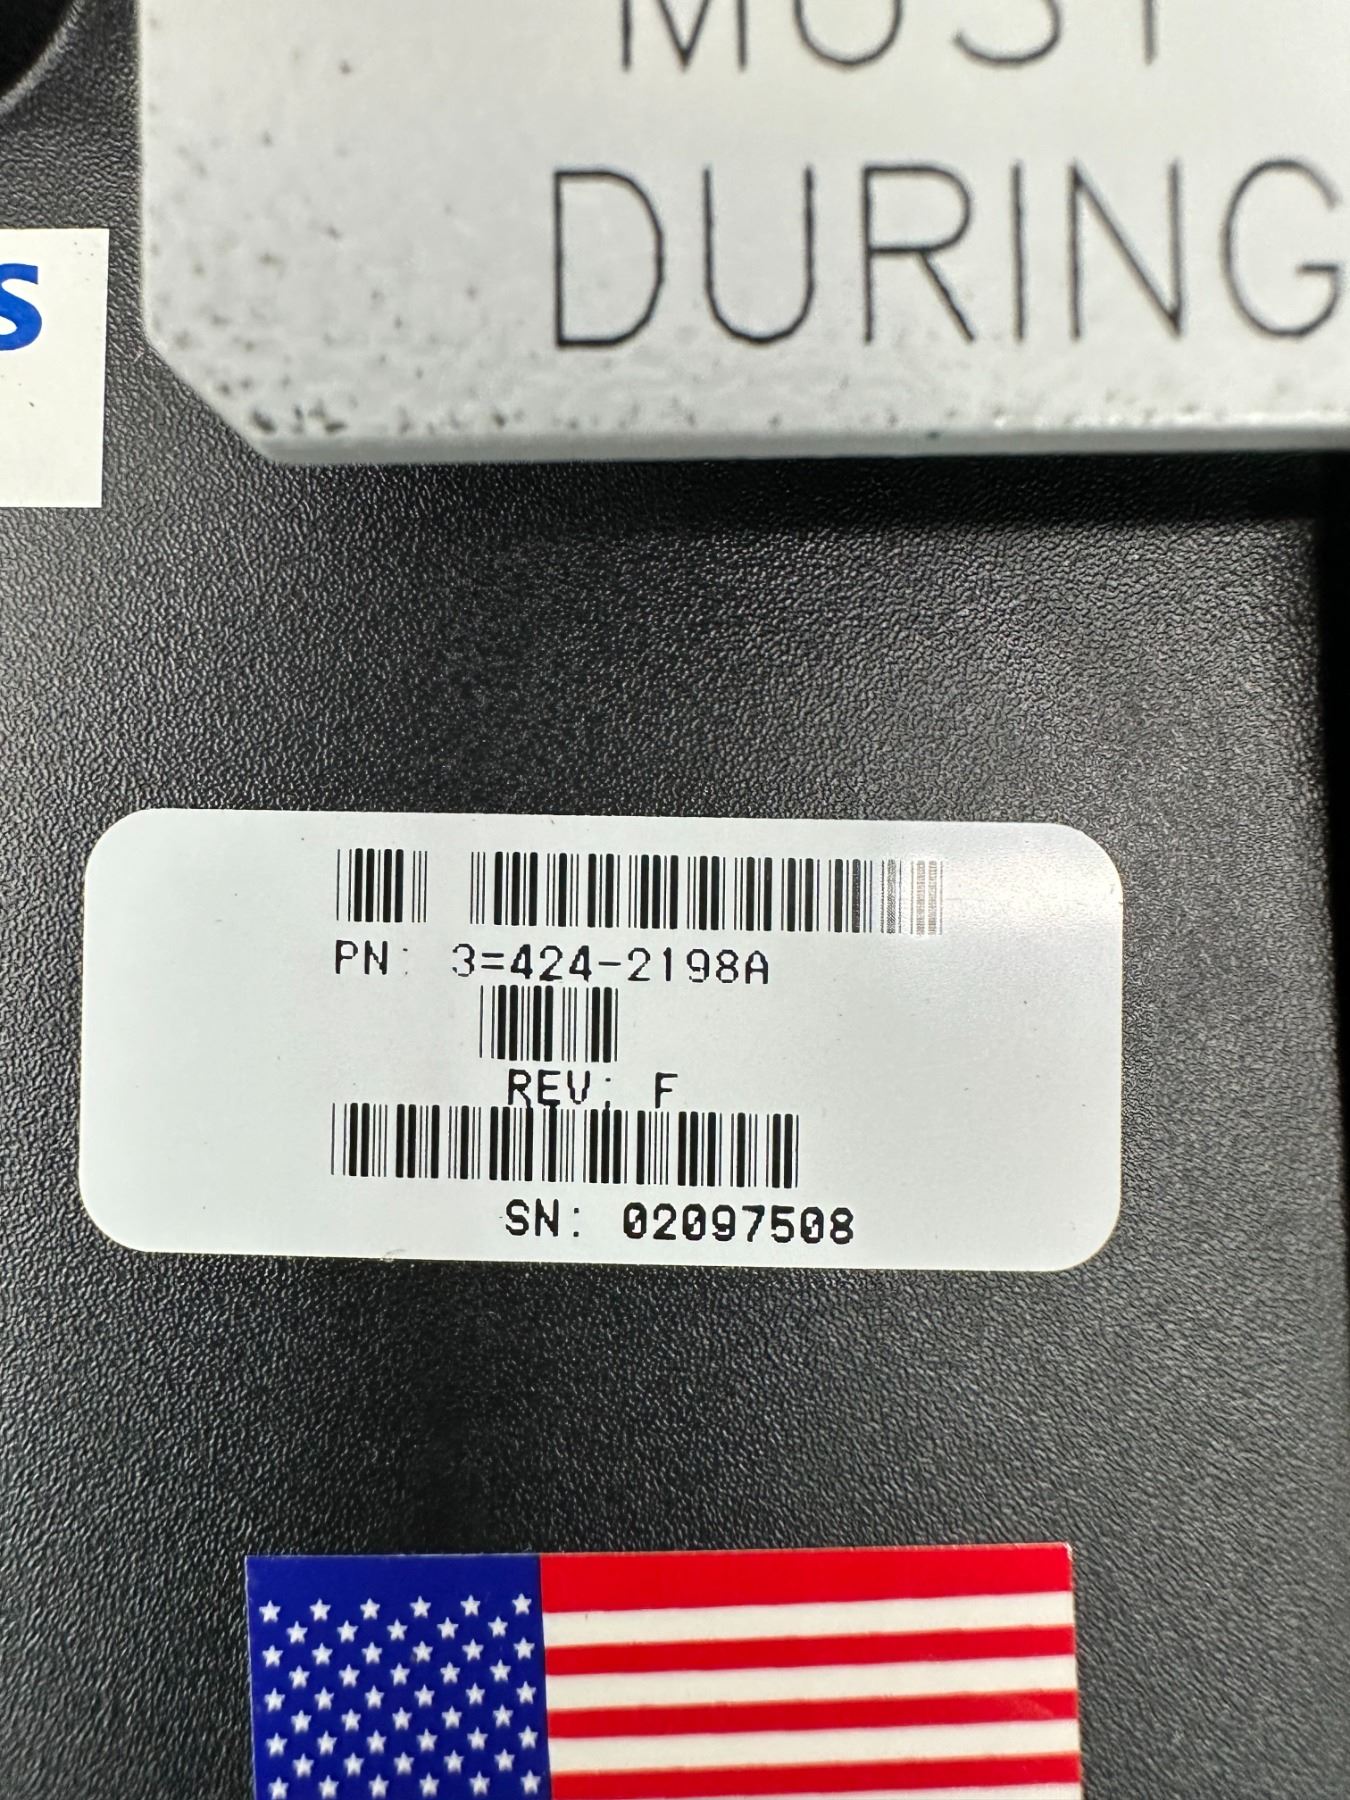 MUST
DURING
S
PN: 3=424-2198A
REV: F
SN: 02097508